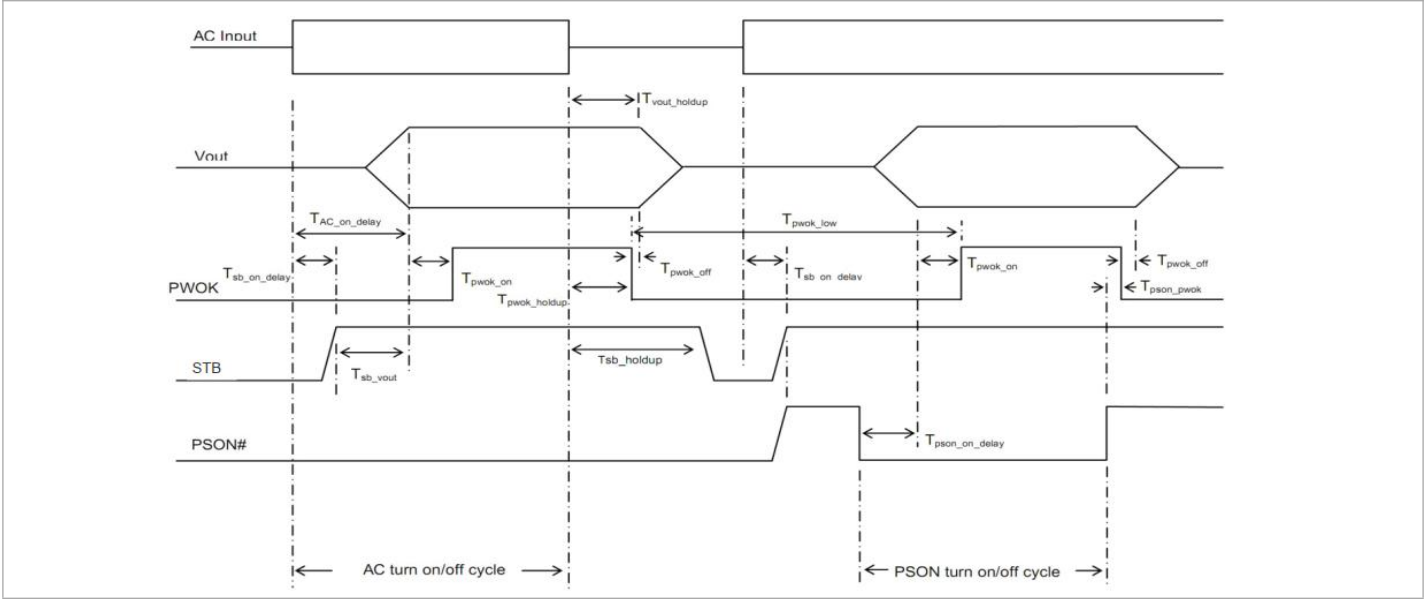 AC Input
Tvout_holdup
Vout
TAC_on_delay
Tpwok_low
Tsb_on_delay
Tpwok_on
Tpwok_off
Tsb_on_delay
Tpwok_on
Tpwok_off
PWOK
Tpwok_holdup
Tpson_pwok
STB
Tsb_vout
Tsb_holdup
PSON#
Tpson_on_delay
AC turn on/off cycle
PSON turn on/off cycle